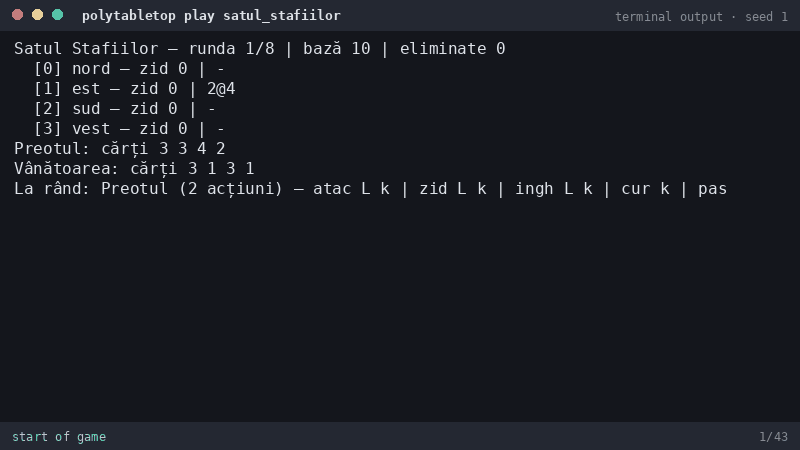 polytabletop play satul_stafiilor
terminal output · seed 1
Satul Stafiilor — runda 1/8 | bază 10 | eliminate 0
[0] nord — zid 0 | -
[1] est — zid 0 | 2@4
[2] sud — zid 0 | -
[3] vest — zid 0 | -
Preotul: cărți 3 3 4 2
Vânătoarea: cărți 3 1 3 1
La rând: Preotul (2 acțiuni) — atac L k | zid L k | ingh L k | cur k | pas
start of game
1/43